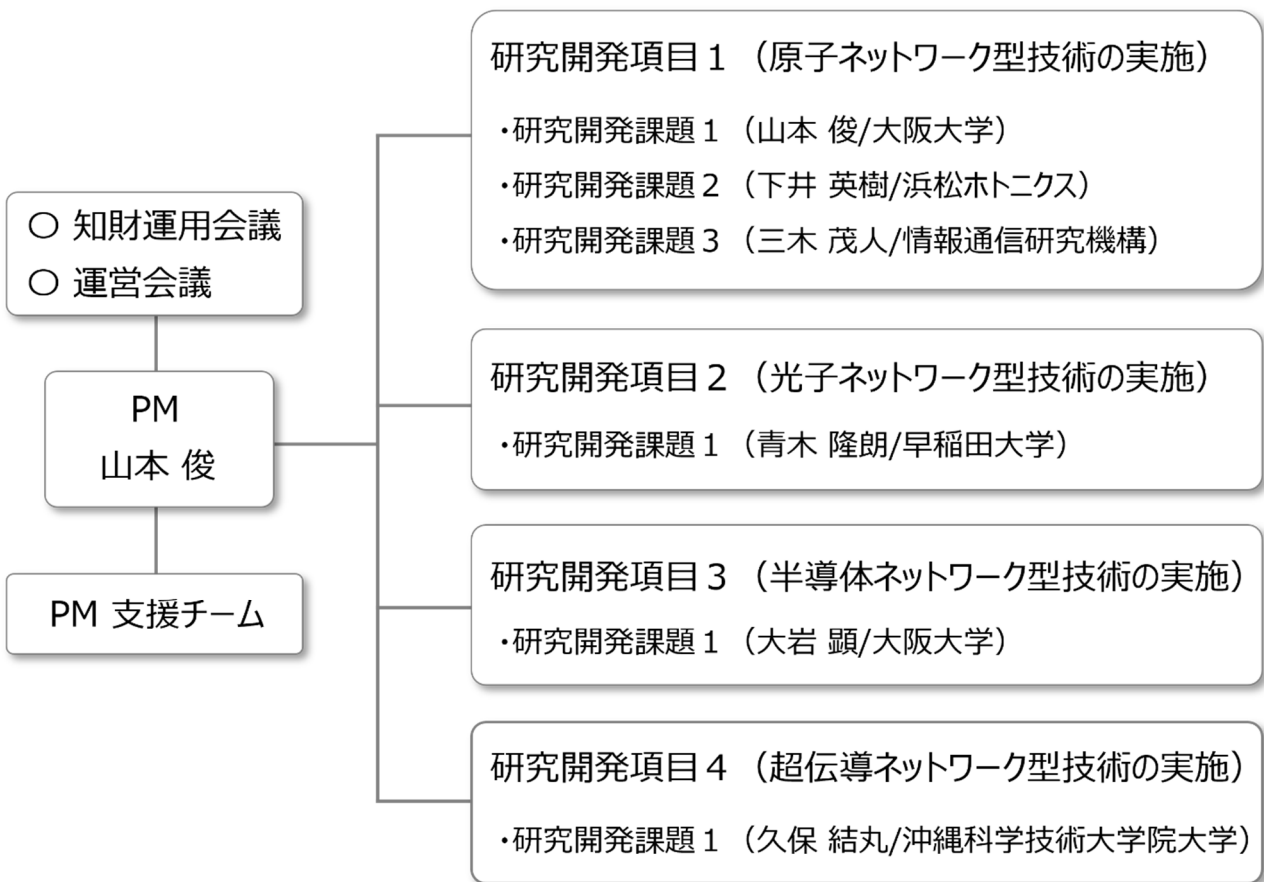 ○ 知財運用会議
○ 運営会議
PM
山本 俊
PM 支援チーム
研究開発項目１（原子ネットワーク型技術の実施）
・研究開発課題１（山本 俊/大阪大学）
・研究開発課題２（下井 英樹/浜松ホトニクス）
・研究開発課題３（三木 茂人/情報通信研究機構）
研究開発項目２（光子ネットワーク型技術の実施）
・研究開発課題１（青木 隆朗/早稲田大学）
研究開発項目３（半導体ネットワーク型技術の実施）
・研究開発課題１（大岩 顕/大阪大学）
研究開発項目４（超伝導ネットワーク型技術の実施）
・研究開発課題１（久保 結丸/沖縄科学技術大学院大学）